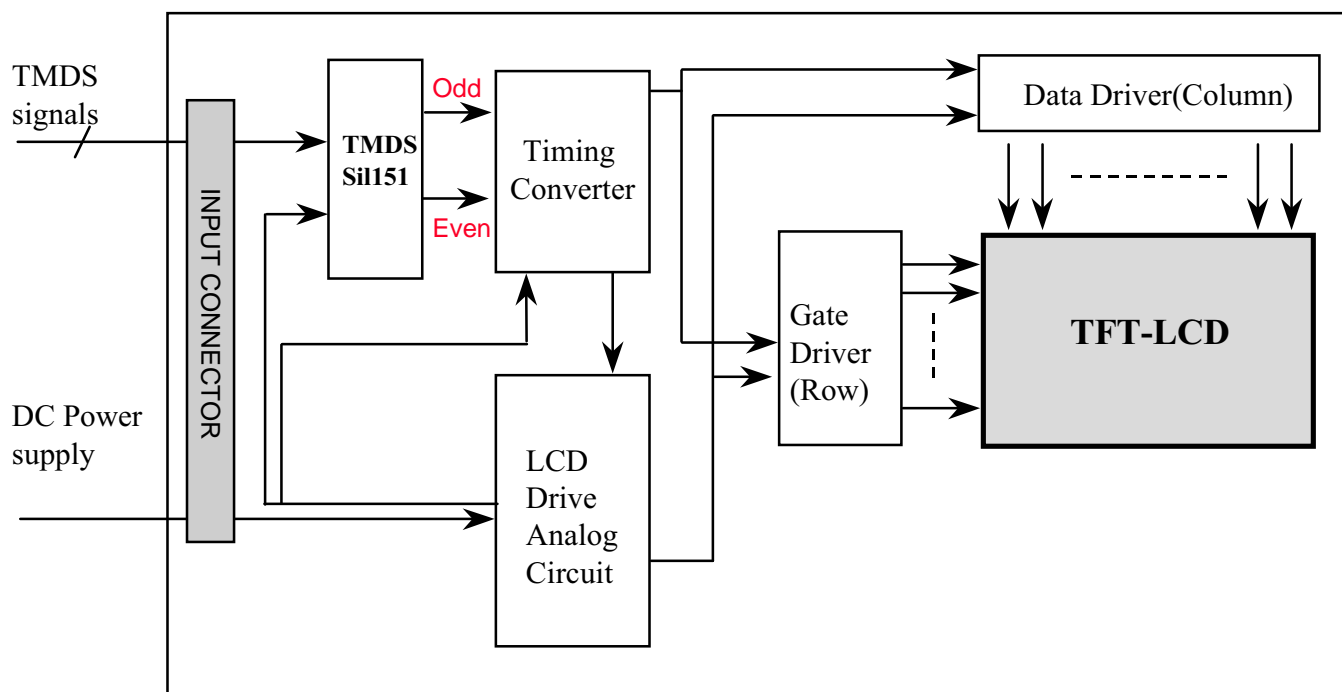 TMDS
signals
INPUT CONNECTOR
TMDS
Sil151
Odd
Even
Timing
Converter
Data Driver(Column)
Gate
Driver
(Row)
TFT-LCD
DC Power
supply
LCD
Drive
Analog
Circuit